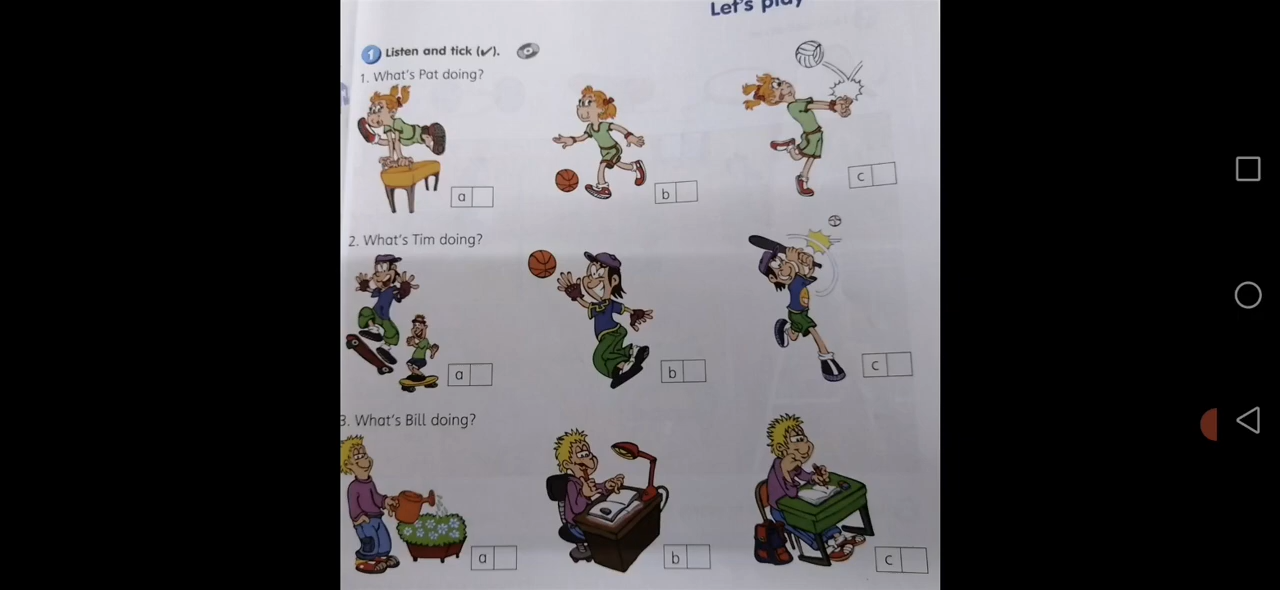 Let's play
1 Listen and tick (✔).
1. What's Pat doing?
a
b
c
2. What's Tim doing?
a
b
c
3. What's Bill doing?
a
b
c